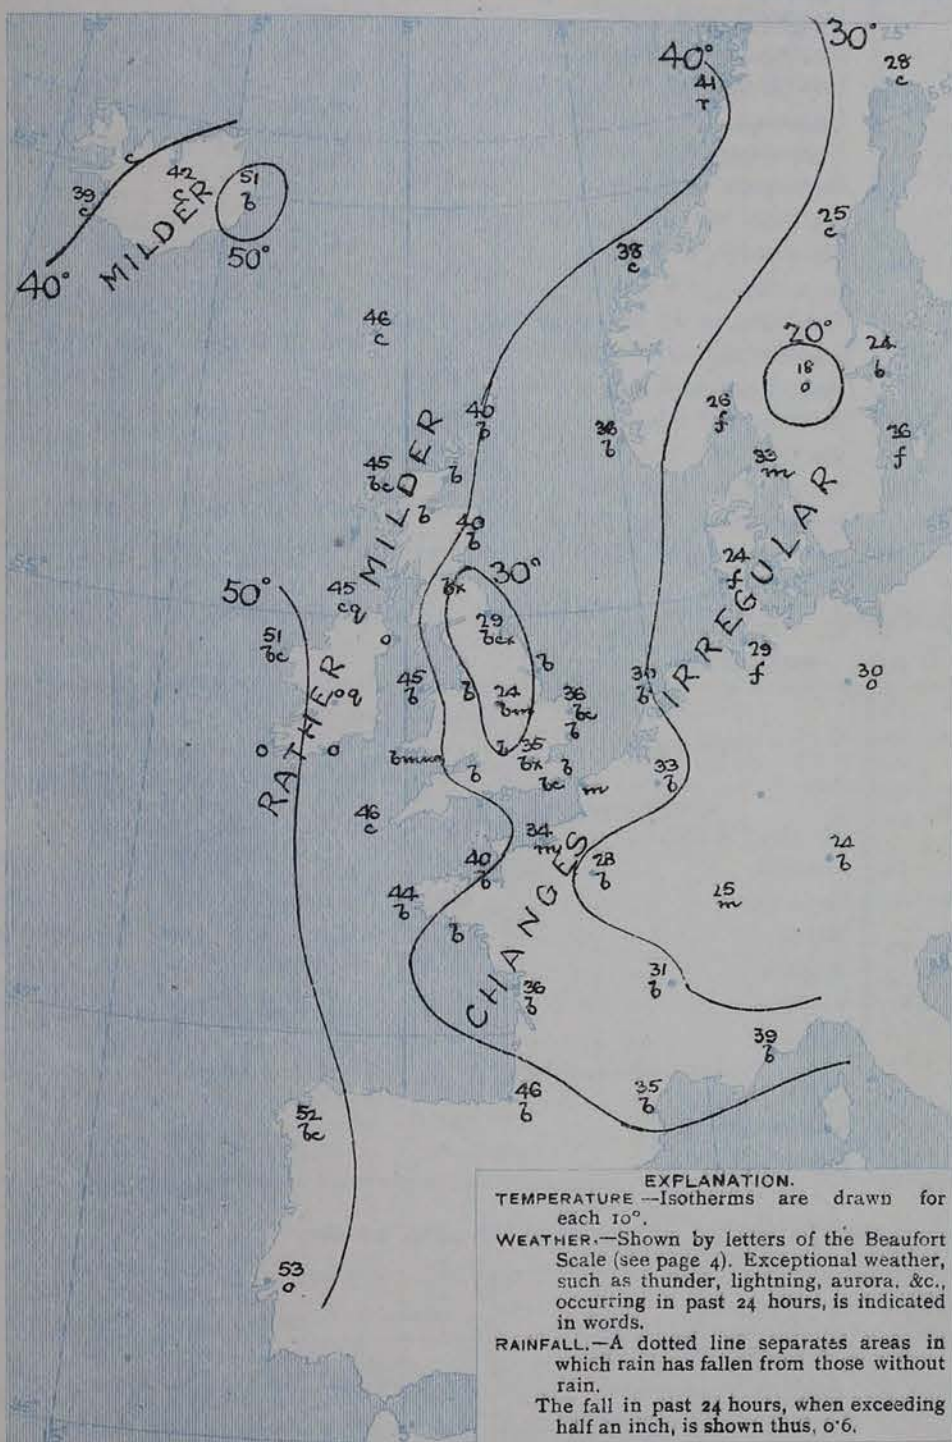 40°
30°
28
c
41
r
c
42
c
51
b
39
c
25
c
MILDER
50°
40°
38
c
46
c
20°
24
b
18
o
40
b
26
f
38
b
36
f
45
bc
b
33
m
b
40
b
MILDER
24
f
50°
45
cq
bx
30°
29
bcx
51
bc
o
b
29
f
30
b
30
o
45
b
b
24
bm
36
bc
b
oq
IRREGULAR
o
o
b
35
bx
b
bc
33
b
b
m
RATHER
46
c
34
m
40
b
28
b
24
b
44
b
25
m
b
36
b
31
b
CHANGES
39
b
46
b
35
b
52
bc
53
o
EXPLANATION.
TEMPERATURE—Isotherms are drawn for
each 10°.
WEATHER.—Shown by letters of the Beaufort
Scale (see page 4). Exceptional weather,
such as thunder, lightning, aurora, &c.,
occurring in past 24 hours, is indicated
in words.
RAINFALL.—A dotted line separates areas in
which rain has fallen from those without
rain.
The fall in past 24 hours, when exceeding
half an inch, is shown thus, 0·6.